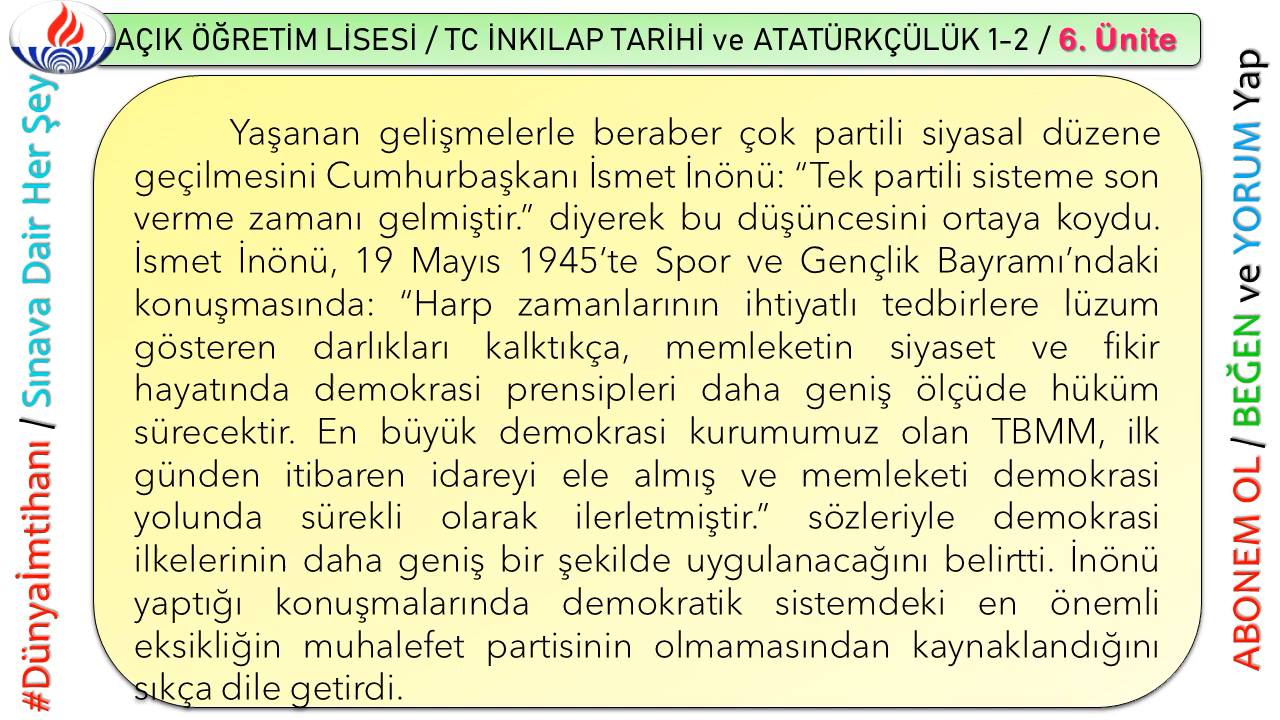 AÇIK ÖĞRETİM LİSESİ / TC İNKILAP TARİHİ ve ATATÜRKÇÜLÜK 1-2 / 6. Ünite
#Dünyaİmtihanı / Sınava Dair Her Şey
Yaşanan gelişmelerle beraber çok partili siyasal düzene
geçilmesini Cumhurbaşkanı İsmet İnönü: “Tek partili sisteme son
verme zamanı gelmiştir.” diyerek bu düşüncesini ortaya koydu.
İsmet İnönü, 19 Mayıs 1945’te Spor ve Gençlik Bayramı’ndaki
konuşmasında: “Harp zamanlarının ihtiyatlı tedbirlere lüzum
gösteren darlıkları kalktıkça, memleketin siyaset ve fikir
hayatında demokrasi prensipleri daha geniş ölçüde hüküm
sürecektir. En büyük demokrasi kurumumuz olan TBMM, ilk
günden itibaren idareyi ele almış ve memleketi demokrasi
yolunda sürekli olarak ilerletmiştir.” sözleriyle demokrasi
ilkelerinin daha geniş bir şekilde uygulanacağını belirtti. İnönü
yaptığı konuşmalarında demokratik sistemdeki en önemli
eksikliğin muhalefet partisinin olmamasından kaynaklandığını
sıkça dile getirdi.
ABONEM OL / BEĞEN ve YORUM Yap